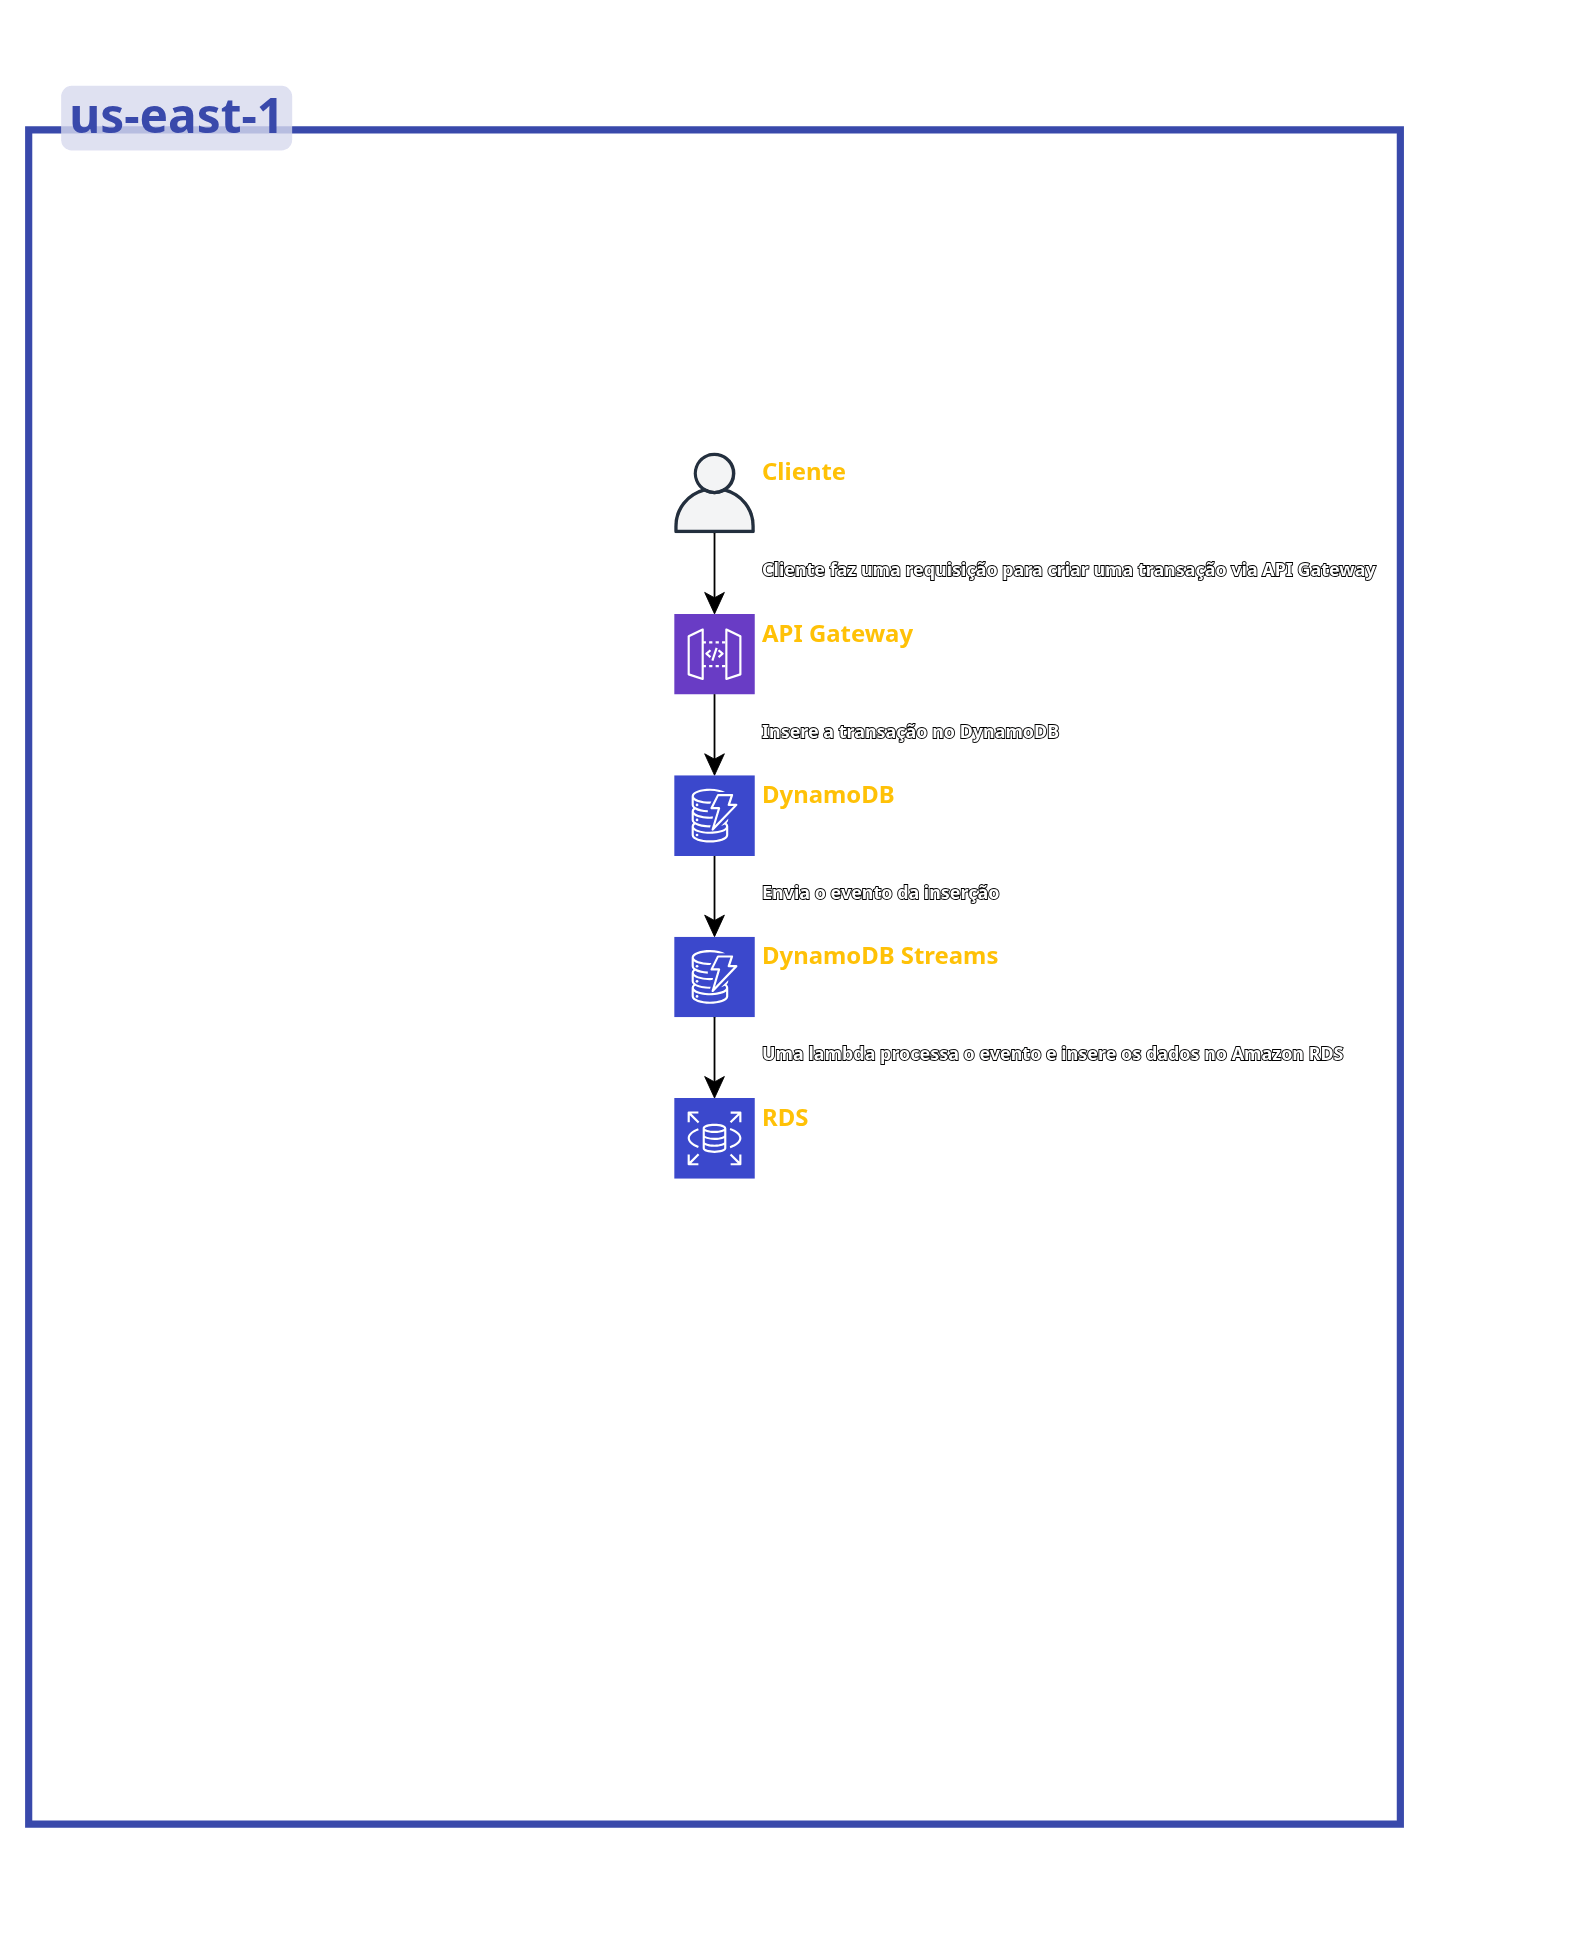 us-east-1
Cliente
Cliente faz uma requisição para criar uma transação via API Gateway
API Gateway
Insere a transação no DynamoDB
DynamoDB
Envia o evento da inserção
DynamoDB Streams
Uma lambda processa o evento e insere os dados no Amazon RDS
RDS